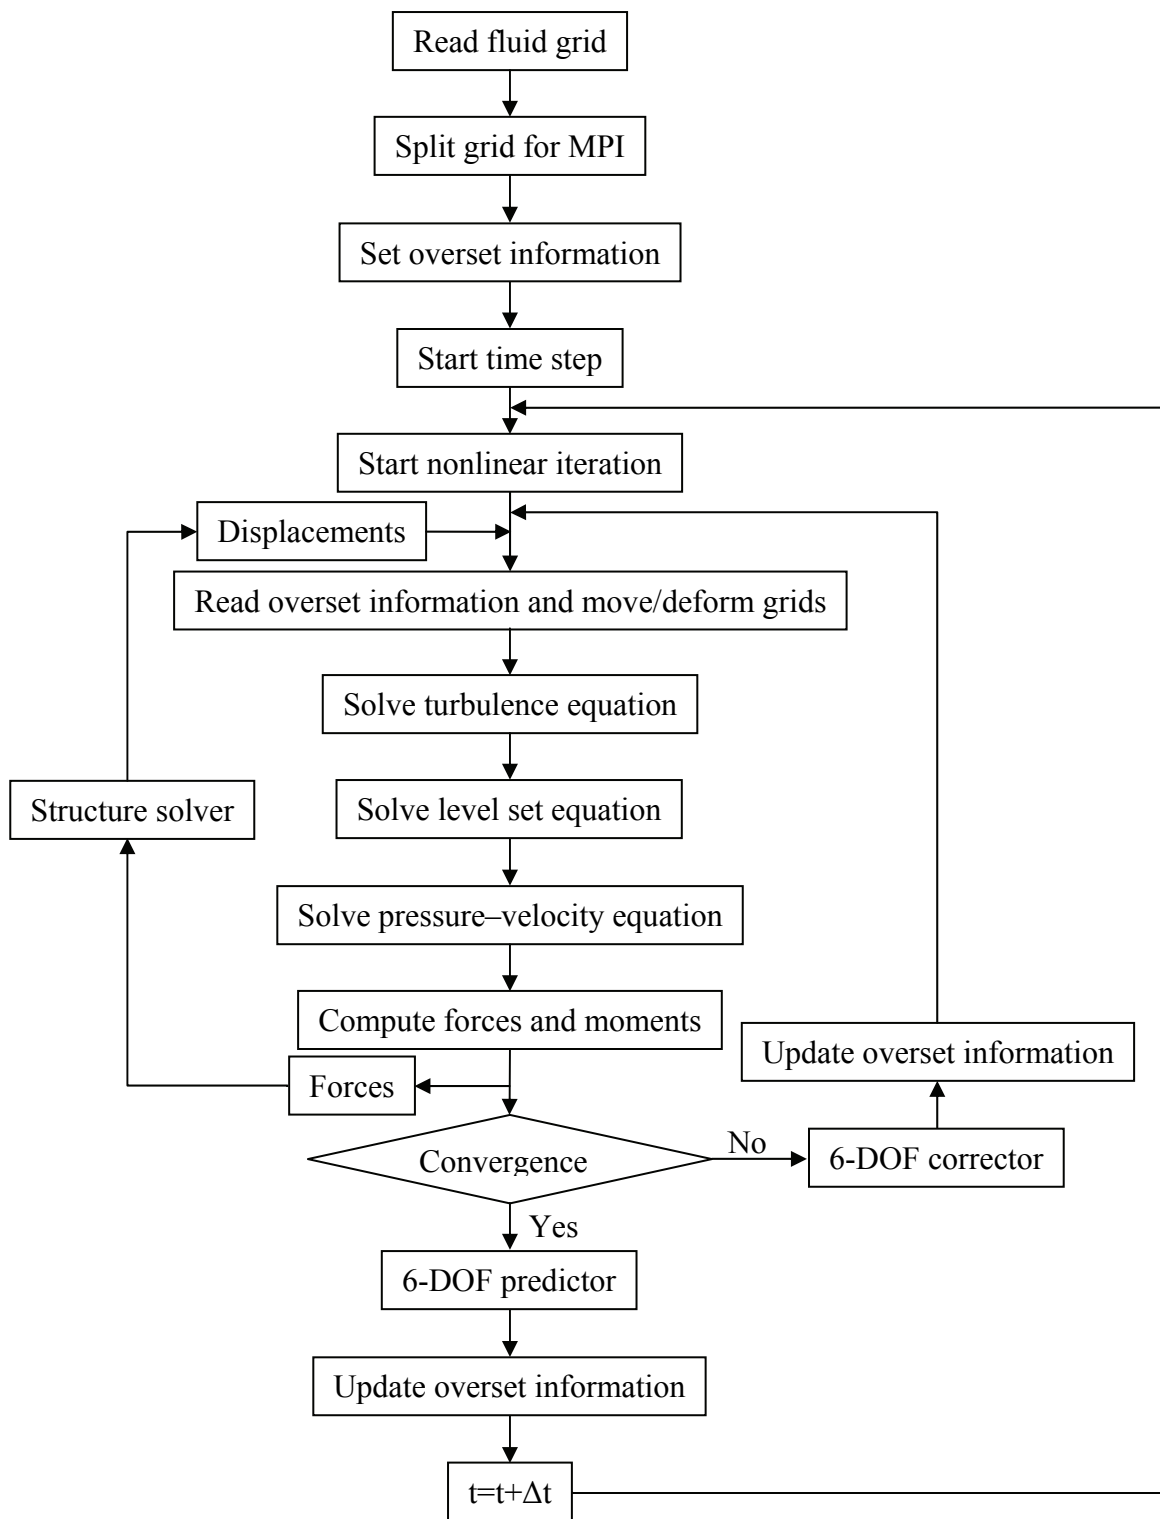 Read fluid grid
Split grid for MPI
Set overset information
Start time step
Start nonlinear iteration
Displacements
Read overset information and move/deform grids
Solve turbulence equation
Structure solver
Solve level set equation
Solve pressure–velocity equation
Compute forces and moments
Update overset information
Forces
Convergence
No
6-DOF corrector
Yes
6-DOF predictor
Update overset information
t=t+Δt